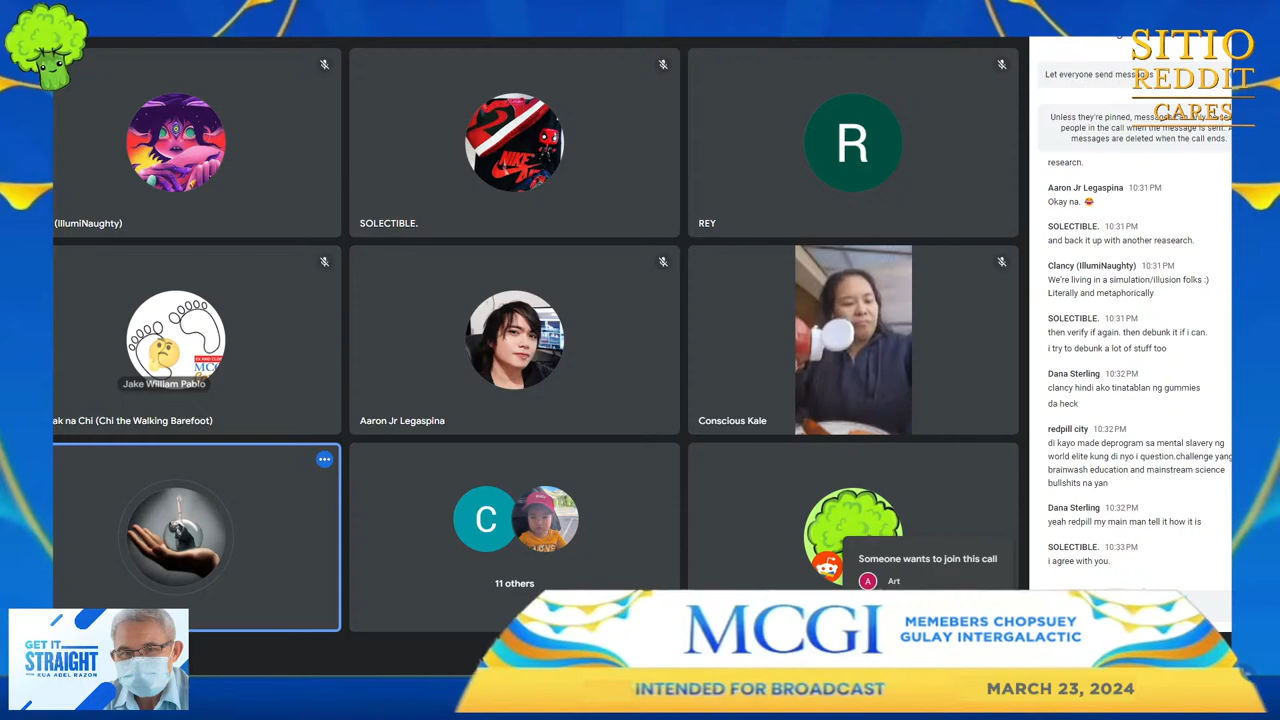 SITIO
REDDIT
CARES
(IllumiNaughty)
SOLECTIBLE.
R
REY
NIKE
MCG
Jake William Pablo
ak na Chi (Chi the Walking Barefoot)
Aaron Jr Legaspina
Conscious Kale
C
11 others
Someone wants to join this call
A
Art
Let everyone send messages
Unless they're pinned, messages
people in the call when the message is sent.
messages are deleted when the call ends.
research.
Aaron Jr Legaspina 10:31 PM
Okay na. 😂
SOLECTIBLE. 10:31 PM
and back it up with another reasearch.
Clancy (IllumiNaughty) 10:31 PM
We're living in a simulation/illusion folks :)
Literally and metaphorically
SOLECTIBLE. 10:31 PM
then verify if again. then debunk it if i can.
i try to debunk a lot of stuff too
Dana Sterling 10:32 PM
clancy hindi ako tinatablan ng gummies
da heck
redpill city 10:32 PM
di kayo made deprogram sa mental slavery ng
world elite kung di nyo i question.challenge yang
brainwash education and mainstream science
bullshits na yan
Dana Sterling 10:32 PM
yeah redpill my main man tell it how it is
SOLECTIBLE. 10:33 PM
i agree with you.
GET IT
STRAIGHT
WITH KUA ADEL RAZON
MCGI
MEMEBERS CHOPSUEY
GULAY INTERGALACTIC
INTENDED FOR BROADCAST
MARCH 23, 2024